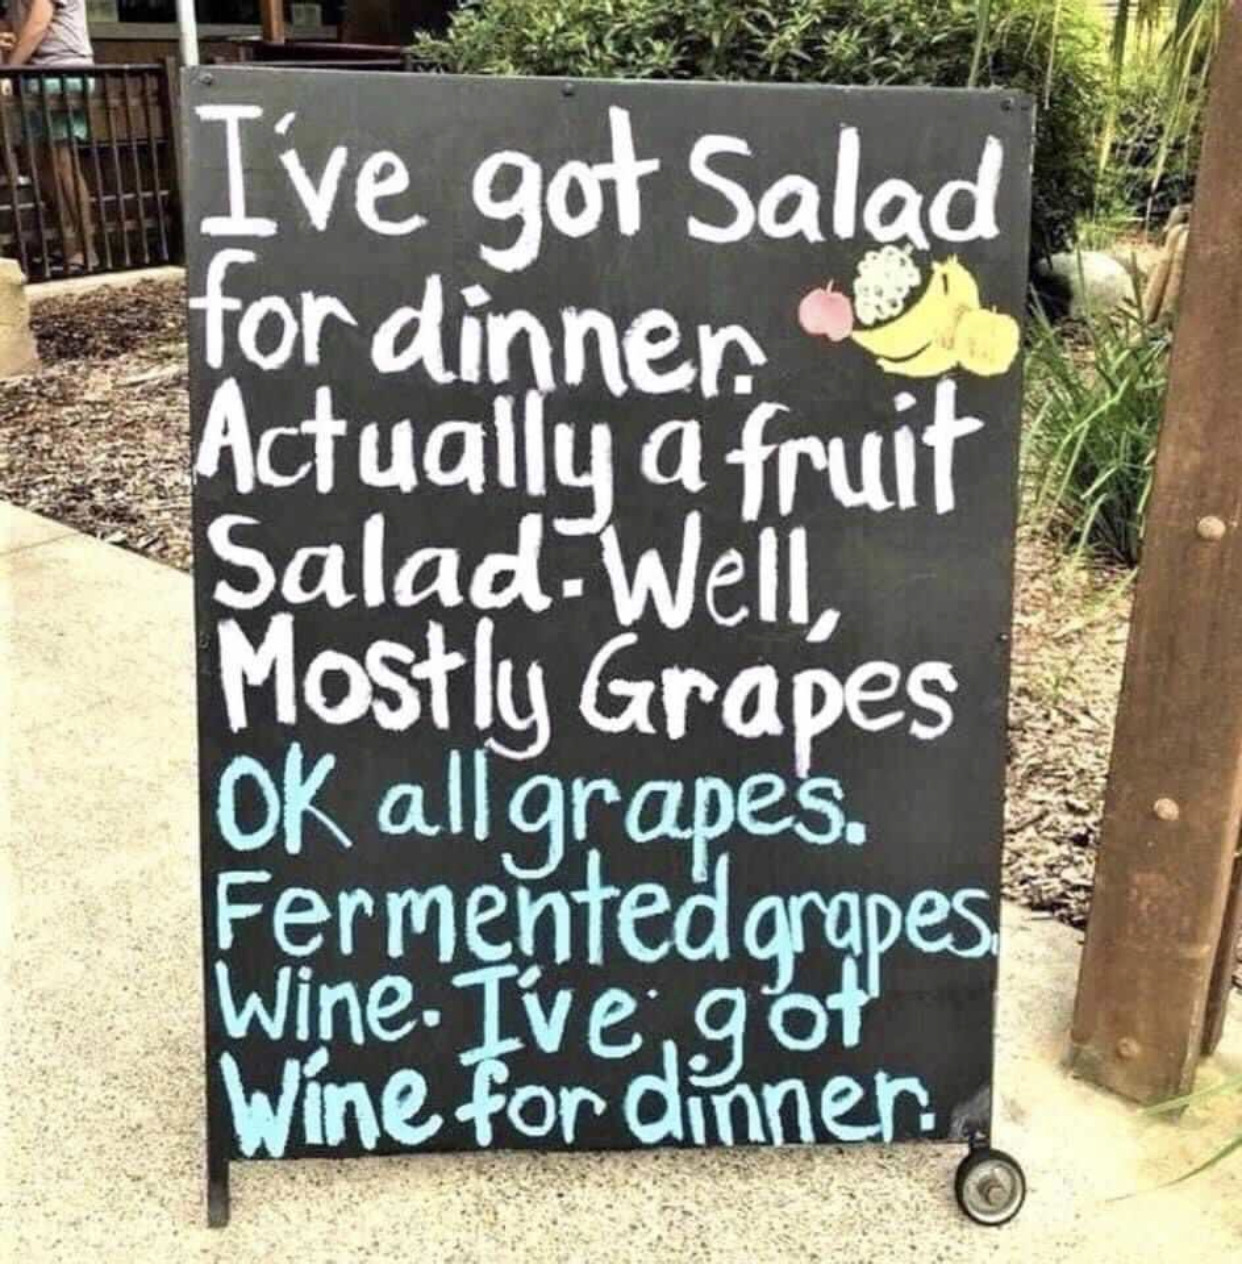 I've got Salad
for dinner.
Actually a fruit
Salad. Well,
Mostly Grapes
OK all grapes.
Fermented grapes.
Wine. I've got
Wine for dinner.